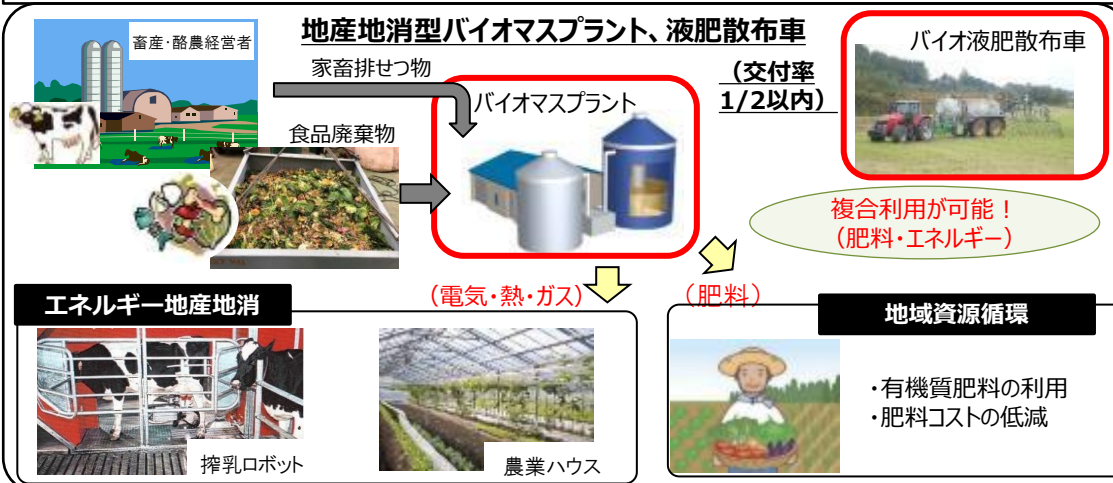 地産地消型バイオマスプラント、液肥散布車
(交付率
1/2以内)
畜産・酪農経営者
家畜排せつ物
食品廃棄物
バイオマスプラント
バイオ液肥散布車
複合利用が可能!
(肥料・エネルギー)
(電気・熱・ガス)
(肥料)
エネルギー地産地消
搾乳ロボット
農業ハウス
地域資源循環
・有機質肥料の利用
・肥料コストの低減